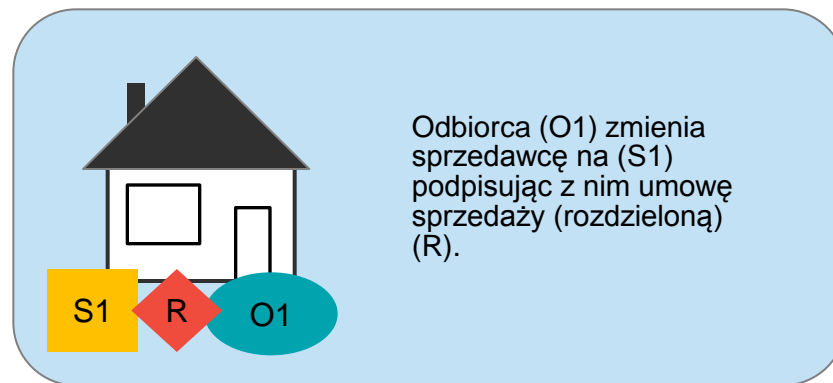 Odbiorca (O1) zmienia
sprzedawcę na (S1)
podpisując z nim umowę
sprzedaży (rozdzieloną)
(R).
S1
R
O1